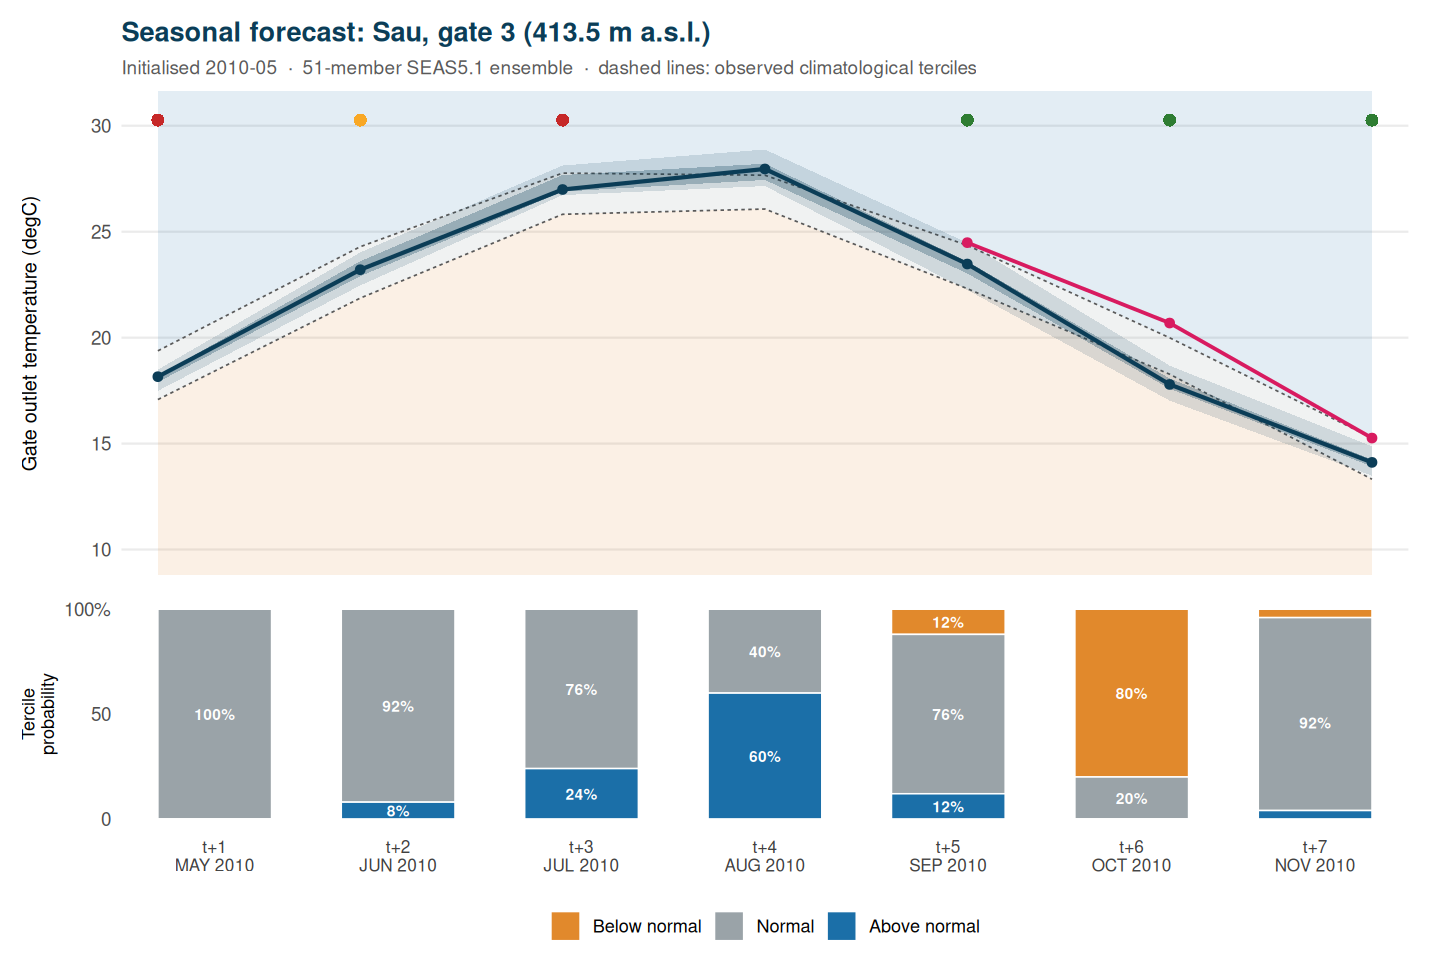 Seasonal forecast: Sau, gate 3 (413.5 m a.s.l.)
Initialised 2010-05 · 51-member SEAS5.1 ensemble · dashed lines: observed climatological terciles
Gate outlet temperature (degC)
30
25
20
15
10
Tercile
probability
100%
50
0
100%
92%
8%
76%
24%
40%
60%
12%
76%
12%
80%
20%
92%
t+1
MAY 2010
t+2
JUN 2010
t+3
JUL 2010
t+4
AUG 2010
t+5
SEP 2010
t+6
OCT 2010
t+7
NOV 2010
Below normal
Normal
Above normal